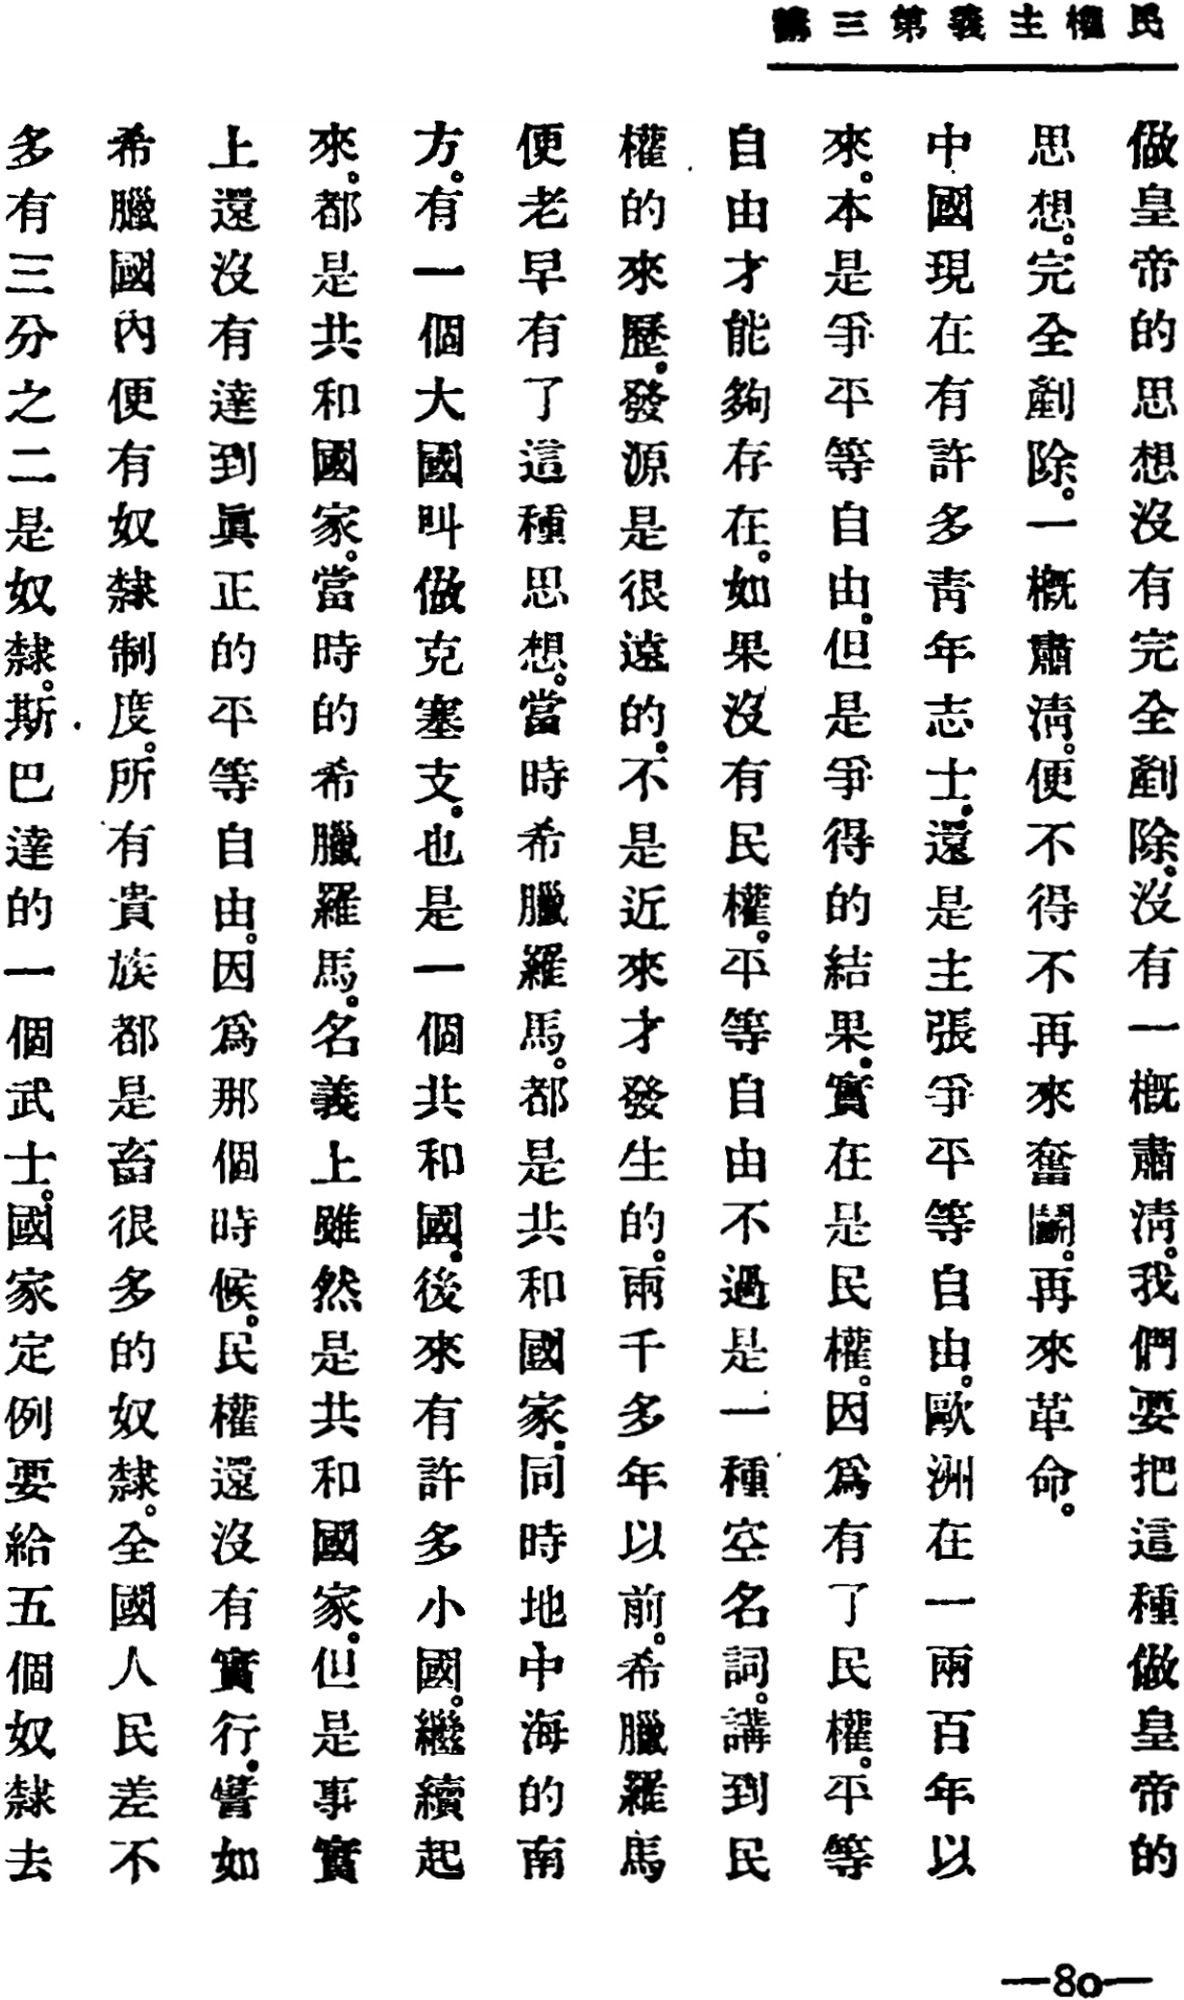 民權主義第三講
做皇帝的思想沒有完全剷除。沒有一概肅淸。我們要把這種做皇帝的
思想。完全剷除。一概肅淸。便不得不再來奮鬭。再來革命。
中國現在有許多靑年志士。還是主張爭平等自由。歐洲在一兩百年以
來。本是爭平等自由。但是爭得的結果。實在是民權。因爲有了民權。平等
自由才能夠存在。如果沒有民權。平等自由不過是一種空名詞。講到民
權的來歷。發源是很遠的。不是近來才發生的。兩千多年以前。希臘羅馬
便老早有了這種思想。當時希臘羅馬。都是共和國家。同時地中海的南
方。有一個大國叫做克塞支。也是一個共和國。後來有許多小國。繼續起
來。都是共和國家。當時的希臘羅馬。名義上雖然是共和國家。但是事實
上還沒有達到眞正的平等自由。因爲那個時候。民權還沒有實行。譬如
希臘國內便有奴隸制度。所有貴族都是畜很多的奴隸。全國人民差不
多有三分之二是奴隸。斯巴達的一個武士。國家定例要給五個奴隸去
—80—